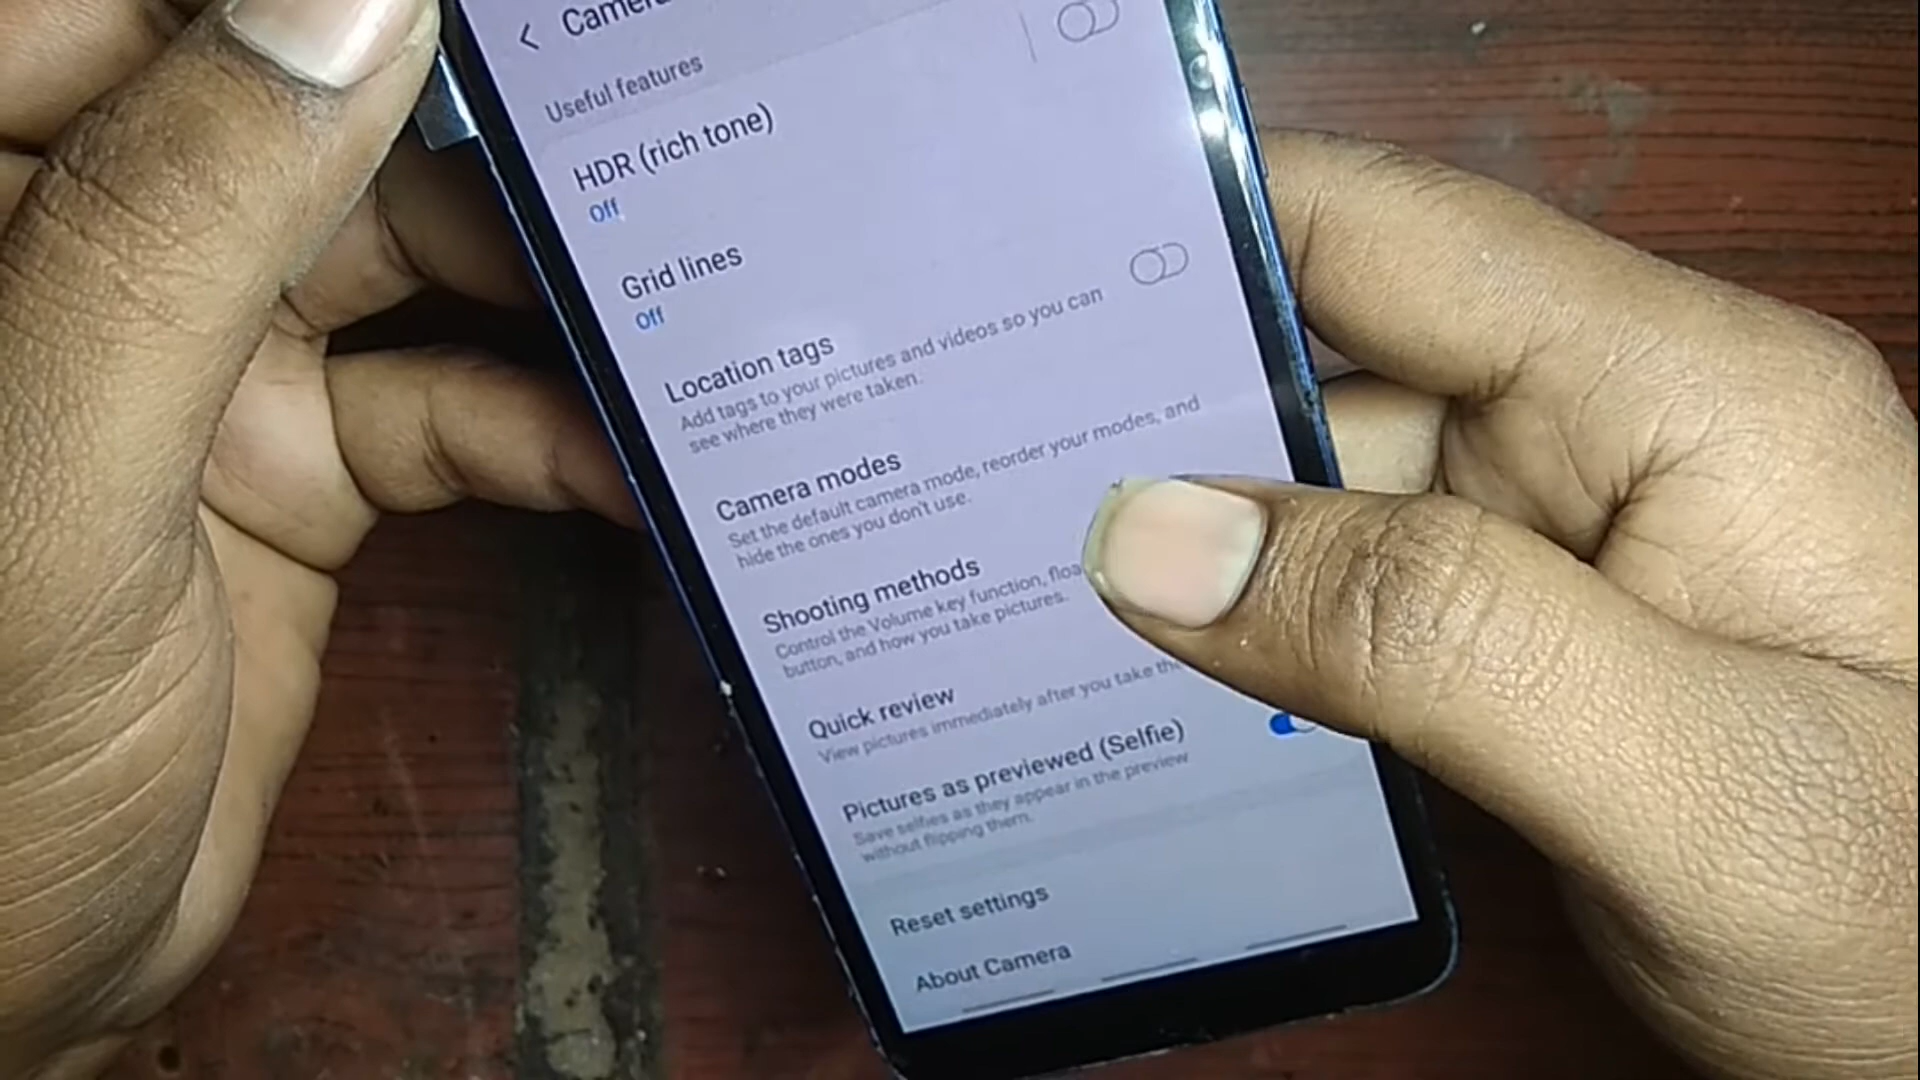 Camera
Useful features
HDR (rich tone)
Off
Grid lines
Off
Location tags
Add tags to your pictures and videos so you can
see where they were taken.
Camera modes
Set the default camera mode, reorder your modes, and
hide the ones you don't use.
Shooting methods
Control the Volume key function,
button, and how you take pictures.
Quick review
View pictures immediately after you take
Pictures as previewed (Selfie)
Save selfies as they appear in the preview
without flipping them.
Reset settings
About Camera